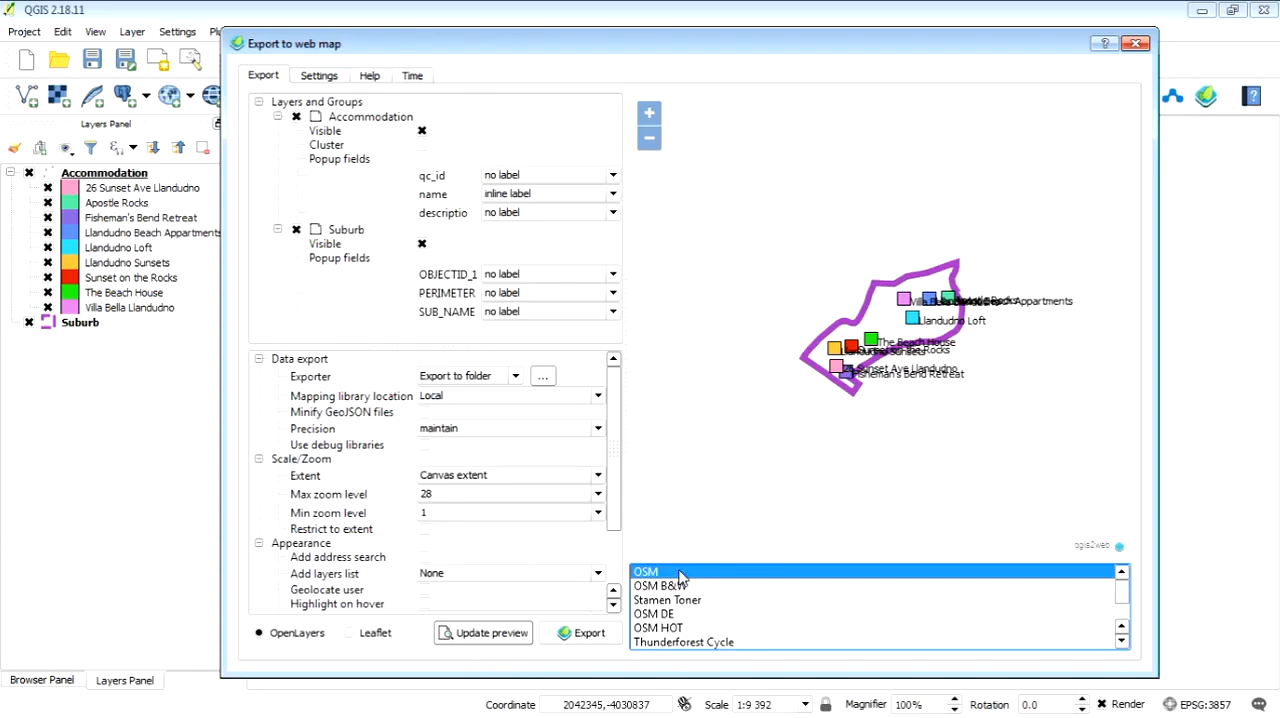 QGIS 2.18.11
Project Edit View Layer Settings
Export to web map
Export Settings Help Time
Layers and Groups
Accommodation
Visible
Cluster
Popup fields
qc_id no label
name inline label
descriptio no label
Suburb
Visible
Popup fields
OBJECTID_1 no label
PERIMETER no label
SUB_NAME no label
Data export
Exporter Export to folder ...
Mapping library location Local
Minify GeoJSON files
Precision maintain
Use debug libraries
Scale/Zoom
Extent Canvas extent
Max zoom level 28
Min zoom level 1
Restrict to extent
Appearance
Add address search
Add layers list None
Geolocate user
Highlight on hover
OpenLayers Leaflet Update preview Export
Layers Panel
Accommodation
26 Sunset Ave Llandudno
Apostle Rocks
Fisheman's Bend Retreat
Llandudno Beach Appartments
Llandudno Loft
Llandudno Sunsets
Sunset on the Rocks
The Beach House
Villa Bella Llandudno
Suburb
Appartments
Llandudno Loft
The Beach House
on the Rocks
Llandudno Sunsets
Sunset Ave Llandudno
Fisheman's Bend Retreat
qgis2web
OSM
OSM B&W
Stamen Toner
OSM DE
OSM HOT
Thunderforest Cycle
Browser Panel Layers Panel
Coordinate 2042345,-4030837 Scale 1:9 392 Magnifier 100% Rotation 0.0 Render EPSG:3857